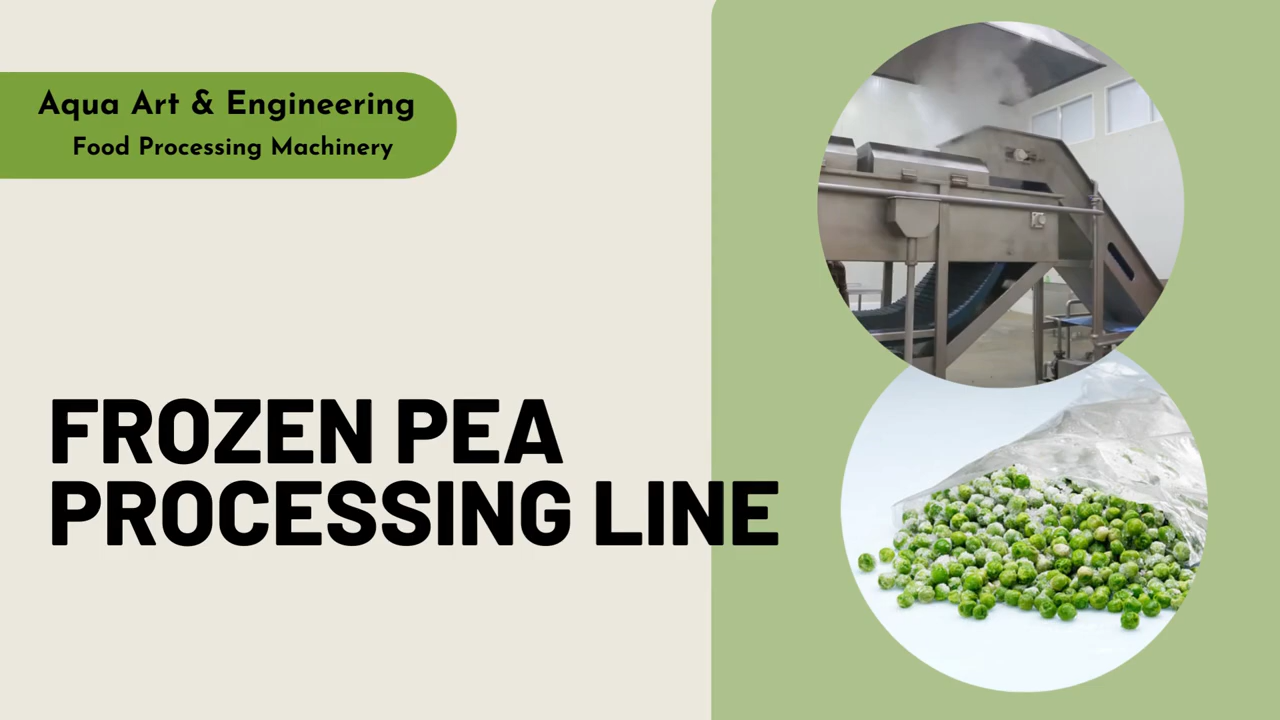 Aqua Art & Engineering
Food Processing Machinery
FROZEN PEA
PROCESSING LINE